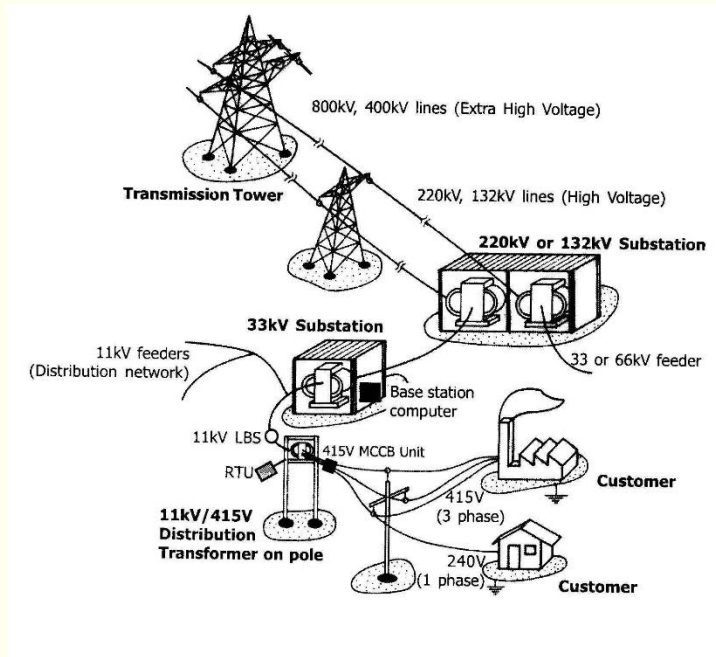 800kV, 400kV lines (Extra High Voltage)
Transmission Tower
220kV, 132kV lines (High Voltage)
220kV or 132kV Substation
33kV Substation
11kV feeders
(Distribution network)
33 or 66kV feeder
Base station
computer
11kV LBS
415V MCCB Unit
RTU
415V
(3 phase)
Customer
11kV/415V
Distribution
Transformer on pole
240V
(1 phase)
Customer